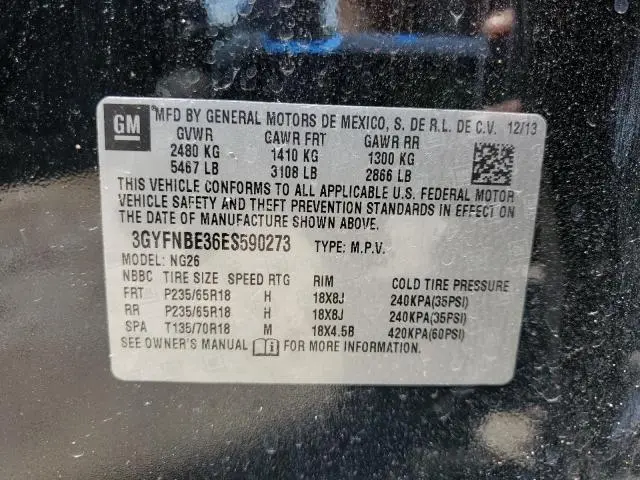 GM
®MFD BY GENERAL MOTORS DE MEXICO, S. DE R.L. DE C.V. 12/13
GVWR GAWR FRT GAWR RR
2480 KG 1410 KG 1300 KG
5467 LB 3108 LB 2866 LB
THIS VEHICLE CONFORMS TO ALL APPLICABLE U.S. FEDERAL MOTOR
VEHICLE SAFETY AND THEFT PREVENTION STANDARDS IN EFFECT ON
THE DATE OF MANUFACTURE SHOWN ABOVE.
3GYFNBE36ES590273 TYPE: M.P.V.
MODEL: NG26
NBBC TIRE SIZE SPEED RTG RIM COLD TIRE PRESSURE
FRT P235/65R18 H 18X8J 240KPA(35PSI)
RR P235/65R18 H 18X8J 240KPA(35PSI)
SPA T135/70R18 M 18X4.5B 420KPA(60PSI)
SEE OWNER'S MANUAL FOR MORE INFORMATION.